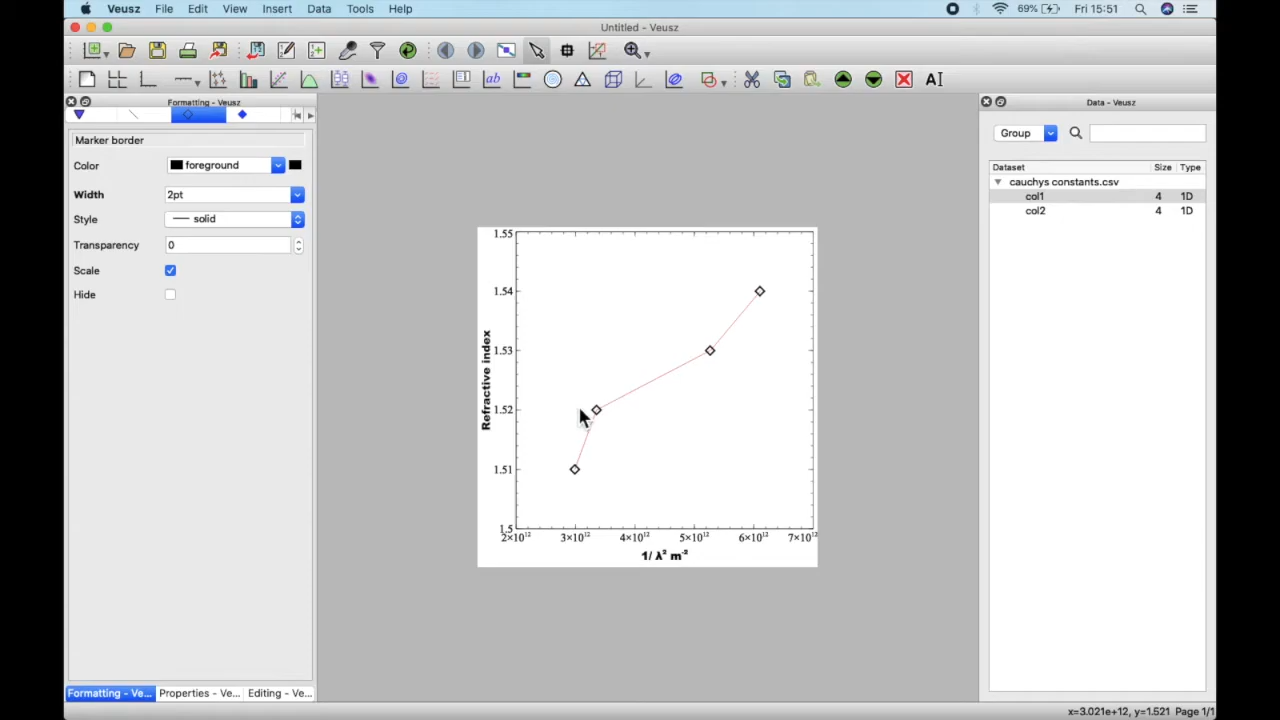 Veusz File Edit View Insert Data Tools Help 69% Fri 15:51
Untitled - Veusz
ab AI
Formatting - Veusz
Marker border
Color foreground
Width 2pt
Style solid
Transparency 0
Scale
Hide
Formatting - Ve... Properties - Ve... Editing - Ve...
1.55
1.54
1.53
1.52
1.51
1.5
Refractive index
2×10¹² 3×10¹² 4×10¹² 5×10¹² 6×10¹² 7×10¹²
1/ λ² m⁻²
Data - Veusz
Group
Dataset Size Type
cauchys constants.csv
col1 4 1D
col2 4 1D
x=3.021e+12, y=1.521 Page 1/1